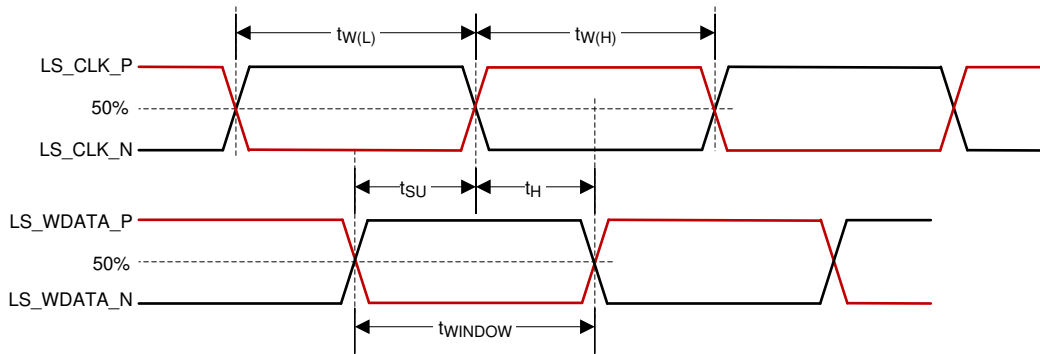 tW(L) tW(H)
LS_CLK_P
50%
LS_CLK_N
tSU tH
LS_WDATA_P
50%
LS_WDATA_N
tWINDOW